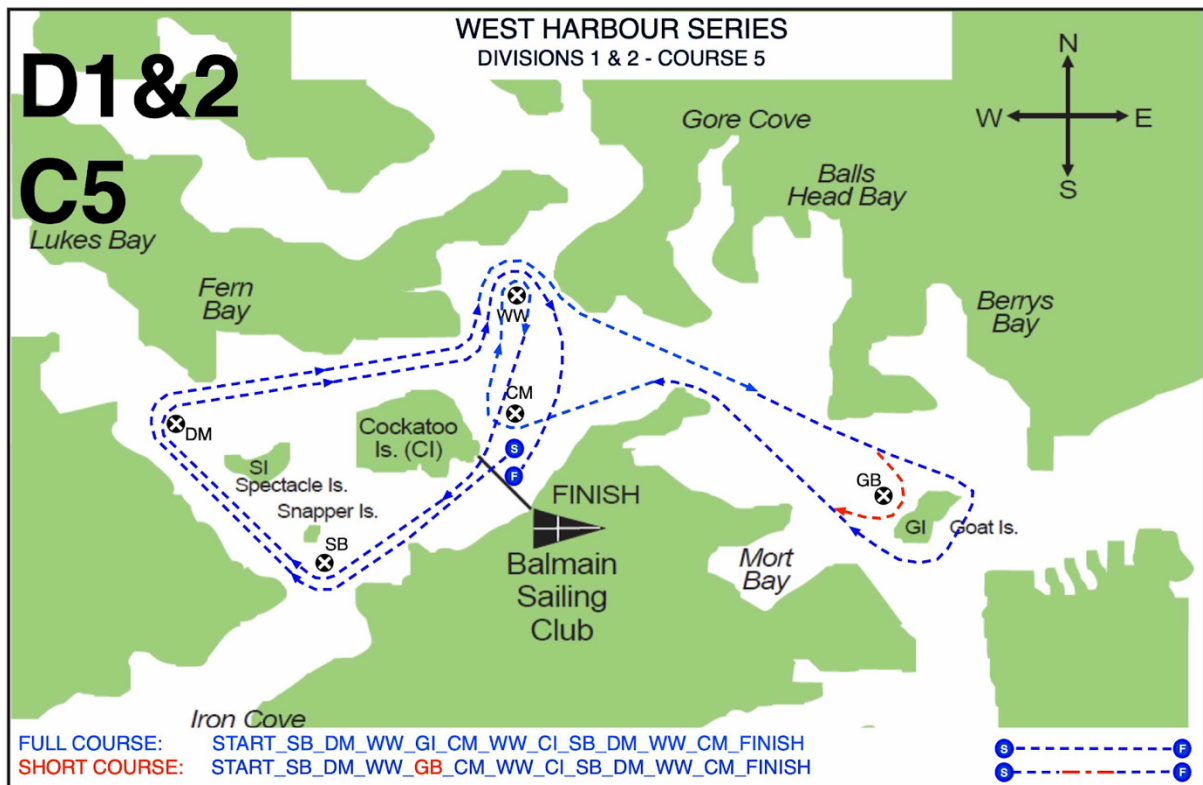 WEST HARBOUR SERIES
DIVISIONS 1 & 2 - COURSE 5
D1&2
C5
N
W
E
S
Gore Cove
Balls
Head Bay
Lukes Bay
Fern
Bay
Berrys
Bay
WW
CM
Cockatoo
Is. (CI)
DM
S
F
SI
Spectacle Is.
Snapper Is.
SB
FINISH
GB
GI
Goat Is.
Balmain
Sailing
Club
Mort
Bay
Iron Cove
FULL COURSE: START_SB_DM_WW_GI_CM_WW_CI_SB_DM_WW_CM_FINISH
S F
SHORT COURSE: START_SB_DM_WW_GB_CM_WW_CI_SB_DM_WW_CM_FINISH
S F